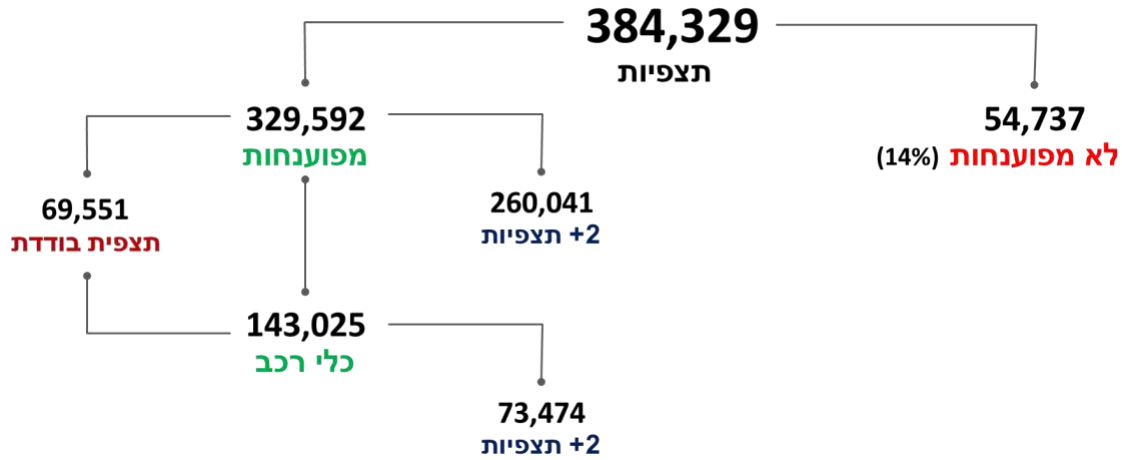 384,329
תצפיות
54,737
לא מפוענחות (14%)
329,592
מפוענחות
260,041
2+ תצפיות
69,551
תצפית בודדת
143,025
כלי רכב
73,474
2+ תצפיות